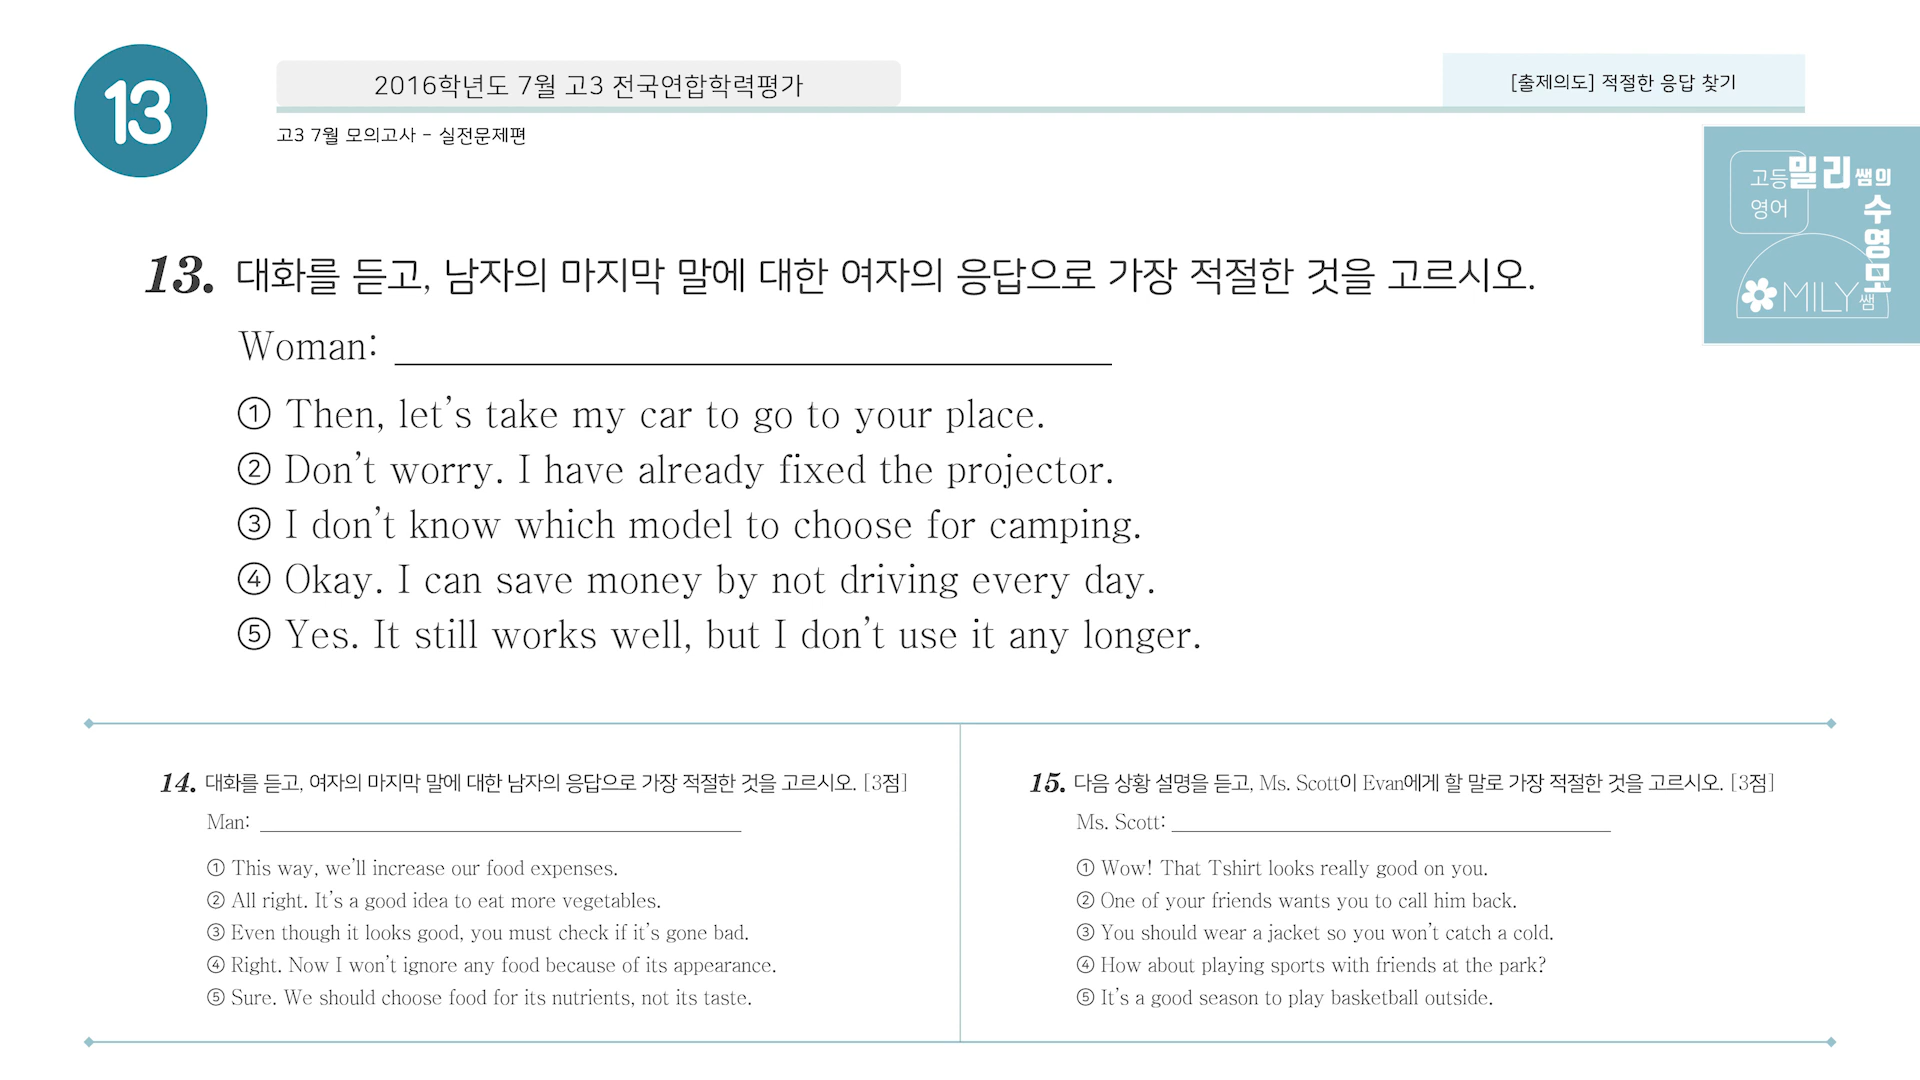 13
2016학년도 7월 고3 전국연합학력평가
[출제의도] 적절한 응답 찾기
고3 7월 모의고사 - 실전문제편
고등 밀리쌤의
영어
수영모
MILY쌤
13. 대화를 듣고, 남자의 마지막 말에 대한 여자의 응답으로 가장 적절한 것을 고르시오.
Woman:
① Then, let's take my car to go to your place.
② Don't worry. I have already fixed the projector.
③ I don't know which model to choose for camping.
④ Okay. I can save money by not driving every day.
⑤ Yes. It still works well, but I don't use it any longer.
14. 대화를 듣고, 여자의 마지막 말에 대한 남자의 응답으로 가장 적절한 것을 고르시오. [3점]
Man:
① This way, we'll increase our food expenses.
② All right. It's a good idea to eat more vegetables.
③ Even though it looks good, you must check if it's gone bad.
④ Right. Now I won't ignore any food because of its appearance.
⑤ Sure. We should choose food for its nutrients, not its taste.
15. 다음 상황 설명을 듣고, Ms. Scott이 Evan에게 할 말로 가장 적절한 것을 고르시오. [3점]
Ms. Scott:
① Wow! That Tshirt looks really good on you.
② One of your friends wants you to call him back.
③ You should wear a jacket so you won't catch a cold.
④ How about playing sports with friends at the park?
⑤ It's a good season to play basketball outside.